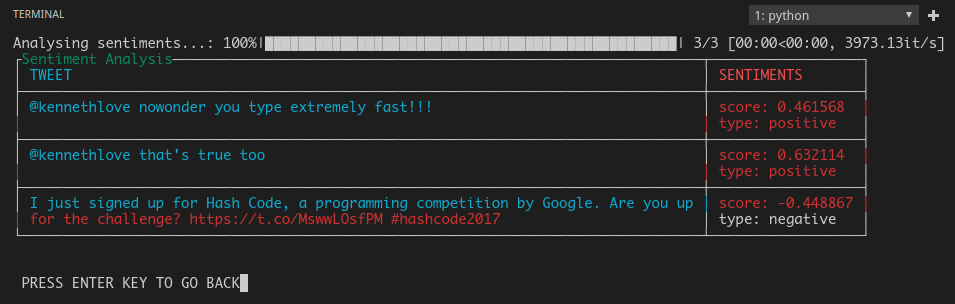 TERMINAL
1: python
Analysing sentiments...: 100%| | 3/3 [00:00<00:00, 3973.13it/s]
Sentiment Analysis
TWEET SENTIMENTS
@kennethlove nowonder you type extremely fast!!! score: 0.461568
type: positive
@kennethlove that's true too score: 0.632114
type: positive
I just signed up for Hash Code, a programming competition by Google. Are you up score: -0.448867
for the challenge? https://t.co/MswwLOsfPM #hashcode2017 type: negative
PRESS ENTER KEY TO GO BACK